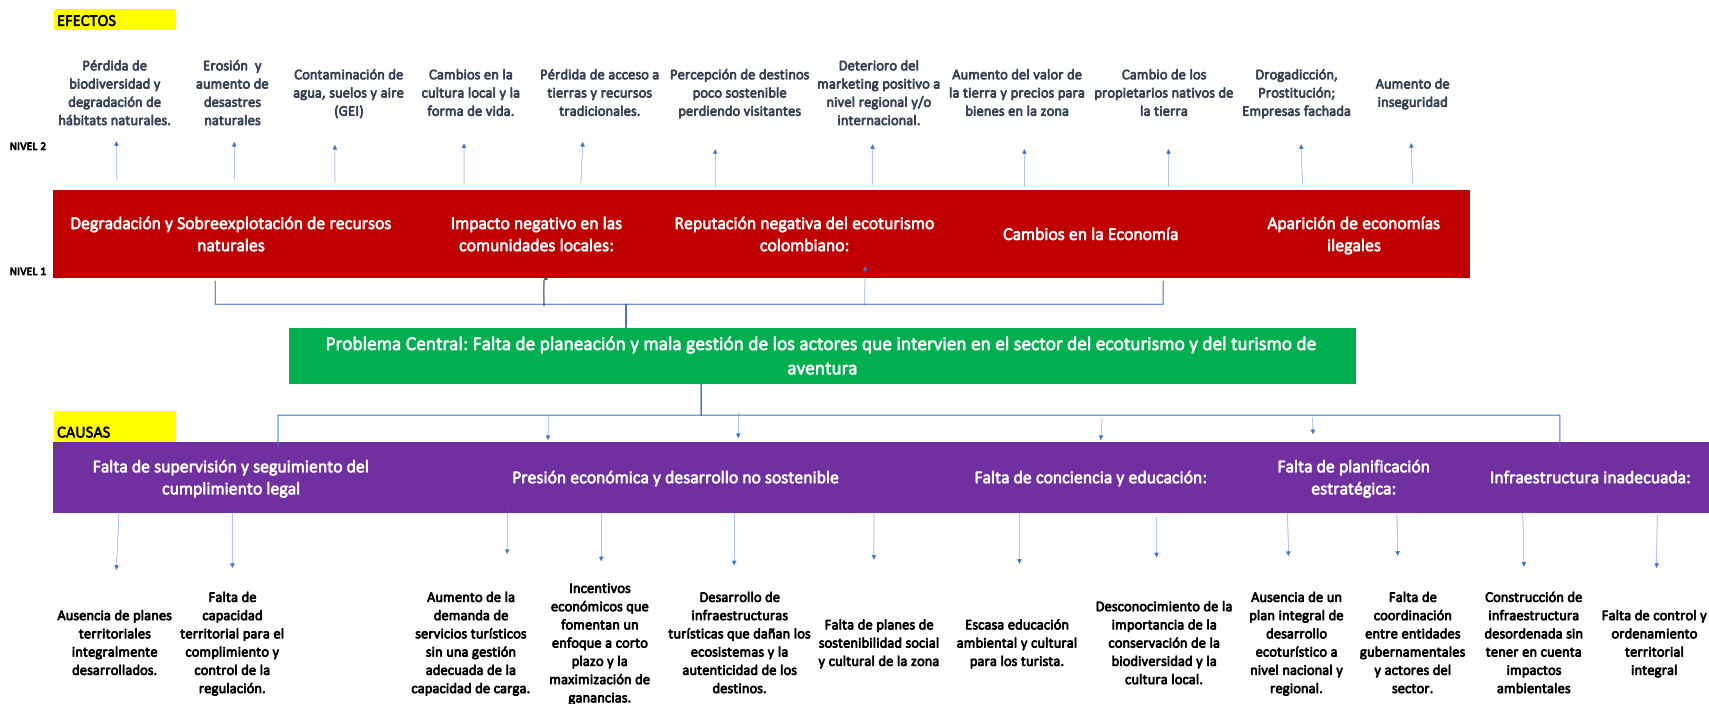 EFECTOS
Pérdida de
biodiversidad y
degradación de
hábitats naturales.
Erosión y
aumento de
desastres
naturales
Contaminación de
agua, suelos y aire
(GEI)
Cambios en la
cultura local y la
forma de vida.
Pérdida de acceso a
tierras y recursos
tradicionales.
Percepción de destinos
poco sostenible
perdiendo visitantes
Deterioro del
marketing positivo a
nivel regional y/o
internacional.
Aumento del valor de
la tierra y precios para
bienes en la zona
Cambio de los
propietarios nativos de
la tierra
Drogadicción,
Prostitución;
Empresas fachada
Aumento de
inseguridad
NIVEL 2
Degradación y Sobreexplotación de recursos
naturales
Impacto negativo en las
comunidades locales:
Reputación negativa del ecoturismo
colombiano:
Cambios en la Economía
Aparición de economías
ilegales
NIVEL 1
Problema Central: Falta de planeación y mala gestión de los actores que intervien en el sector del ecoturismo y del turismo de
aventura
CAUSAS
Falta de supervisión y seguimiento del
cumplimiento legal
Presión económica y desarrollo no sostenible
Falta de conciencia y educación:
Falta de planificación
estratégica:
Infraestructura inadecuada:
Ausencia de planes
territoriales
integralmente
desarrollados.
Falta de
capacidad
territorial para el
complimiento y
control de la
regulación.
Aumento de la
demanda de
servicios turísticos
sin una gestión
adecuada de la
capacidad de carga.
Incentivos
económicos que
fomentan un
enfoque a corto
plazo y la
maximización de
ganancias.
Desarrollo de
infraestructuras
turísticas que dañan los
ecosistemas y la
autenticidad de los
destinos.
Falta de planes de
sostenibilidad social
y cultural de la zona
Escasa educación
ambiental y cultural
para los turista.
Desconocimiento de la
importancia de la
conservación de la
biodiversidad y la
cultura local.
Ausencia de un
plan integral de
desarrollo
ecoturístico a
nivel nacional y
regional.
Falta de
coordinación
entre entidades
gubernamentales
y actores del
sector.
Construcción de
infraestructura
desordenada sin
tener en cuenta
impactos
ambientales
Falta de control y
ordenamiento
territorial
integral